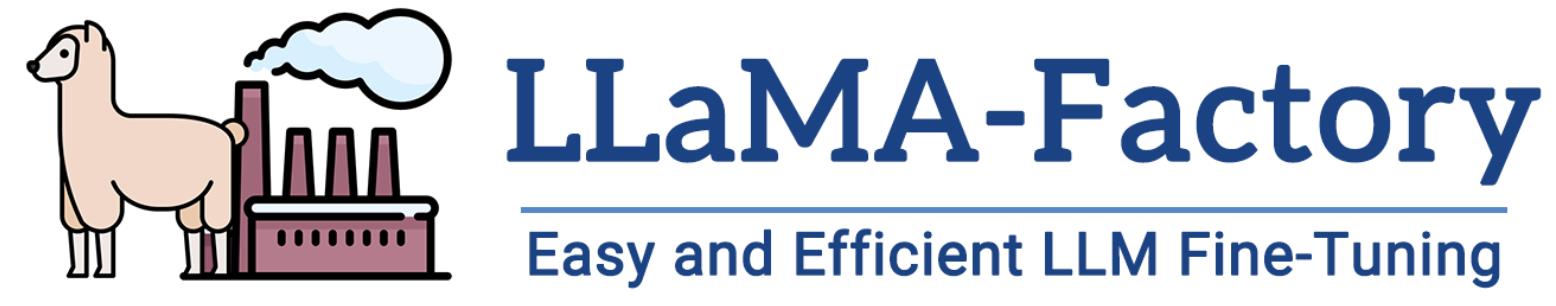 LLaMA-Factory
Easy and Efficient LLM Fine-Tuning